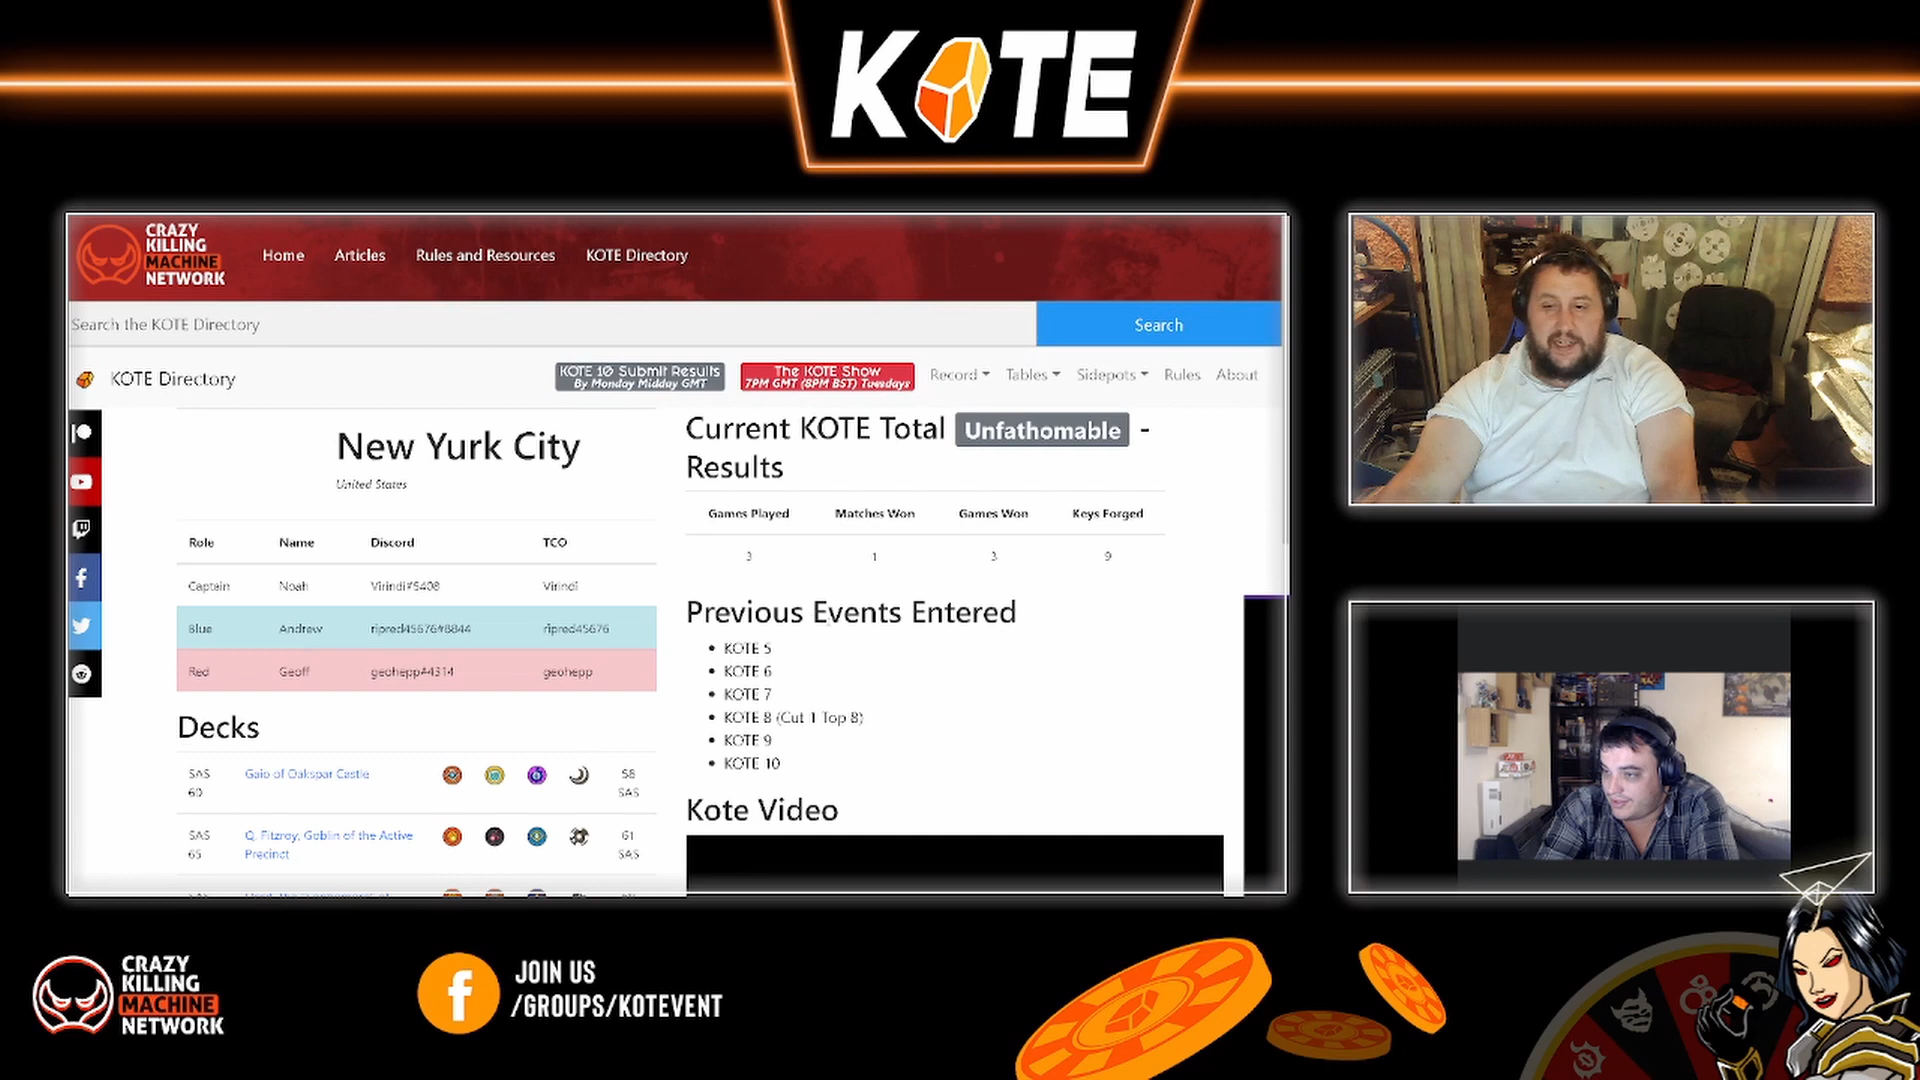 KOTE
CRAZY
KILLING
MACHINE
NETWORK
Home
Articles
Rules and Resources
KOTE Directory
Search the KOTE Directory
Search
KOTE Directory
KOTE 10 Submit Results
By Monday Midday GMT
The KOTE Show
7PM GMT (8PM BST) Tuesdays
Record
Tables
Sidepots
Rules
About
New Yurk City
United States
Role Name Discord TCO
Captain Noah Virindi#5408 Virindi
Blue Andrew ripred45676#8844 ripred45676
Red Geoff geohepp#4314 geohepp
Decks
SAS
60
Gaio of Oakspar Castle
58
SAS
SAS
65
Q. Fitzroy, Goblin of the Active
Precinct
61
SAS
Current KOTE Total Unfathomable -
Results
Games Played Matches Won Games Won Keys Forged
3 1 3 9
Previous Events Entered
KOTE 5
KOTE 6
KOTE 7
KOTE 8 (Cut 1 Top 8)
KOTE 9
KOTE 10
Kote Video
CRAZY
KILLING
MACHINE
NETWORK
JOIN US
/GROUPS/KOTEVENT